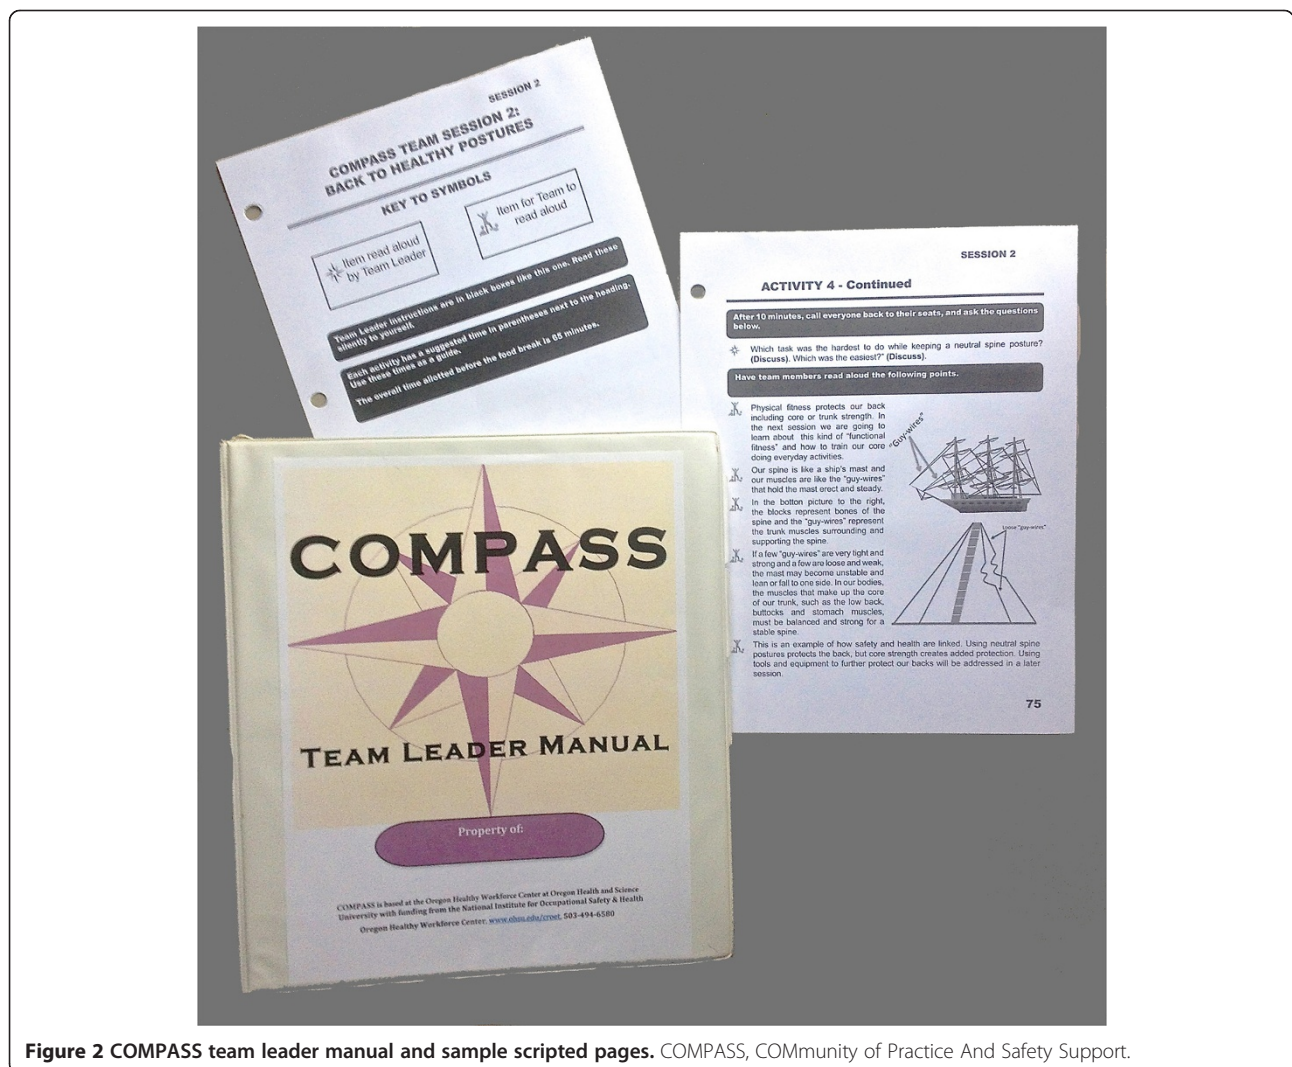 SESSION 2
COMPASS TEAM SESSION 2:
BACK TO HEALTHY POSTURES
KEY TO SYMBOLS
Item read aloud
by Team Leader
Item for Team to
read aloud
Team Leader instructions are in black boxes like this one. Read these
silently to yourself.
Each activity has a suggested time in parentheses next to the heading.
Use these times as a guide.
The overall time allotted before the food break is 65 minutes.
SESSION 2
ACTIVITY 4 - Continued
After 10 minutes, call everyone back to their seats, and ask the questions
below.
Which task was the hardest to do while keeping a neutral spine posture?
(Discuss). Which was the easiest?" (Discuss).
Have team members read aloud the following points.
Physical fitness protects our back
including core or trunk strength. In
the next session we are going to
learn about this kind of "functional
fitness" and how to train our core
doing everyday activities.
"Guy-wires"
Our spine is like a ship's mast and
our muscles are like the "guy-wires"
that hold the mast erect and steady.
In the botton picture to the right,
the blocks represent bones of the
spine and the "guy-wires" represent
the trunk muscles surrounding and
supporting the spine.
Loose "guy-wires"
If a few "guy-wires" are very tight and
strong and a few are loose and weak,
the mast may become unstable and
lean or fall to one side. In our bodies,
the muscles that make up the core
of our trunk, such as the low back,
buttocks and stomach muscles,
must be balanced and strong for a
stable spine.
This is an example of how safety and health are linked. Using neutral spine
postures protects the back, but core strength creates added protection. Using
tools and equipment to further protect our backs will be addressed in a later
session.
75
COMPASS
TEAM LEADER MANUAL
Property of:
COMPASS is based at the Oregon Healthy Workforce Center at Oregon Health and Science
University with funding from the National Institute for Occupational Safety & Health
Oregon Healthy Workforce Center, www.ohsu.edu/croet, 503-494-6580
Figure 2 COMPASS team leader manual and sample scripted pages. COMPASS, COMmunity of Practice And Safety Support.